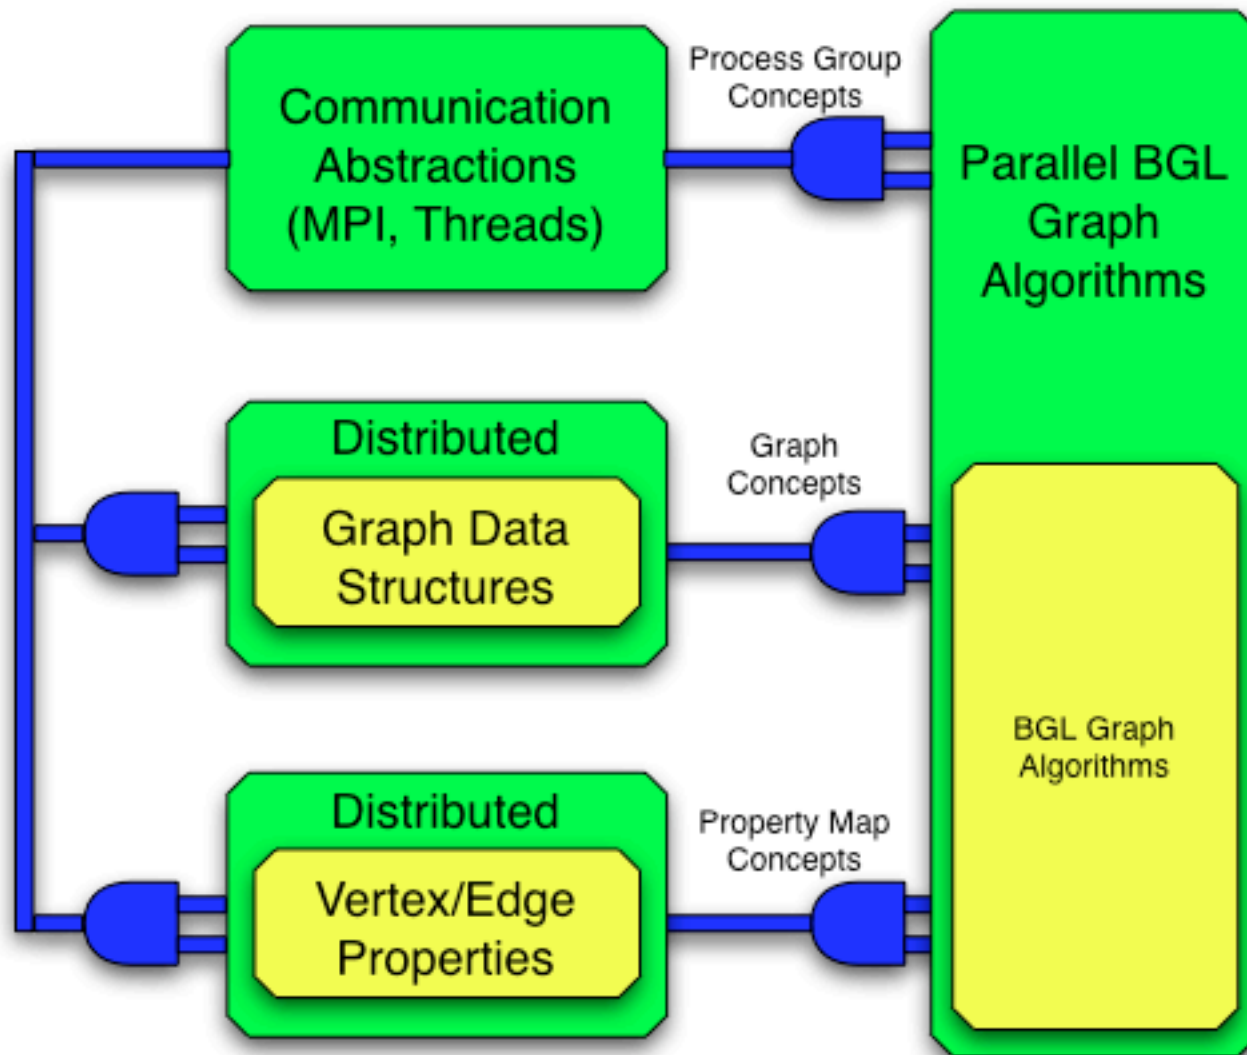 Communication
Abstractions
(MPI, Threads)
Process Group
Concepts
Parallel BGL
Graph
Algorithms
Distributed
Graph Data
Structures
Graph
Concepts
BGL Graph
Algorithms
Distributed
Vertex/Edge
Properties
Property Map
Concepts